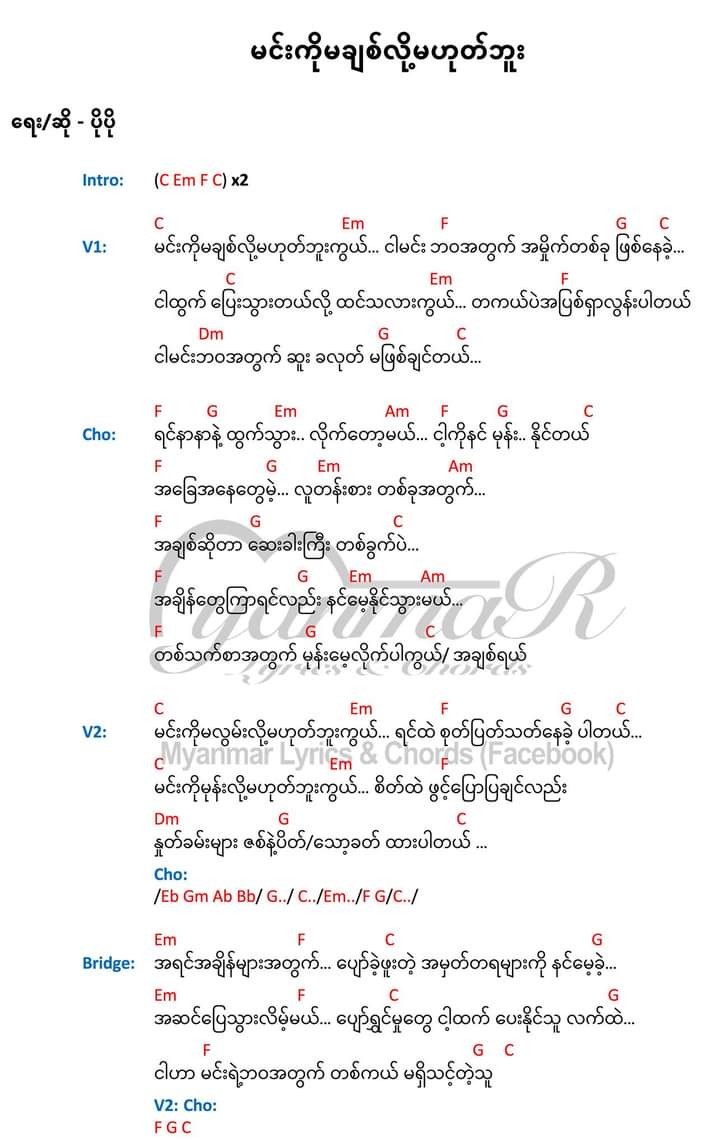 မင်းကိုမချစ်လို့မဟုတ်ဘူး
ရေး/ဆို - ပိုပို
Intro: (C Em F C) x2
C Em F G C
V1: မင်းကိုမချစ်လို့မဟုတ်ဘူးကွယ်... ငါမင်း ဘဝအတွက် အမှိုက်တစ်ခု ဖြစ်နေခဲ့...
C Em F
ငါထွက် ပြေးသွားတယ်လို့ ထင်သလားကွယ်... တကယ်ပဲအပြစ်ရှာလွန်းပါတယ်
Dm G C
ငါမင်းဘဝအတွက် ဆူး ခလုတ် မဖြစ်ချင်တယ်...
F G Em Am F G C
Cho: ရင်နာနာနဲ့ ထွက်သွား.. လိုက်တော့မယ်... ငါ့ကိုနင် မုန်း.. နိုင်တယ်
F G Em Am
အခြေအနေတွေမဲ့... လူတန်းစား တစ်ခုအတွက်...
F G C
အချစ်ဆိုတာ ဆေးခါးကြီး တစ်ခွက်ပဲ...
F G Em Am
အချိန်တွေကြာရင်လည်း နင်မေ့နိုင်သွားမယ်...
F G C
တစ်သက်စာအတွက် မုန်းမေ့လိုက်ပါကွယ်/ အချစ်ရယ်
C Em F G C
V2: မင်းကိုမလွမ်းလို့မဟုတ်ဘူးကွယ်... ရင်ထဲ စုတ်ပြတ်သတ်နေခဲ့ ပါတယ်...
C Em F
မင်းကိုမုန်းလို့မဟုတ်ဘူးကွယ်... စိတ်ထဲ ဖွင့်ပြောပြချင်လည်း
Dm G C
နှုတ်ခမ်းများ ဇစ်နဲ့ပိတ်/သော့ခတ် ထားပါတယ် ...
Cho:
/Eb Gm Ab Bb/ G../ C../Em../F G/C../
Em F C G
Bridge: အရင်အချိန်များအတွက်... ပျော်ခဲ့ဖူးတဲ့ အမှတ်တရများကို နင်မေ့ခဲ့...
Em F C G
အဆင်ပြေသွားလိမ့်မယ်... ပျော်ရွှင်မှုတွေ ငါ့ထက် ပေးနိုင်သူ လက်ထဲ...
F G C
ငါဟာ မင်းရဲ့ဘဝအတွက် တစ်ကယ် မရှိသင့်တဲ့သူ
V2: Cho:
F G C
Myanmar
Lyrics & Chords
Myanmar Lyrics & Chords (Facebook)